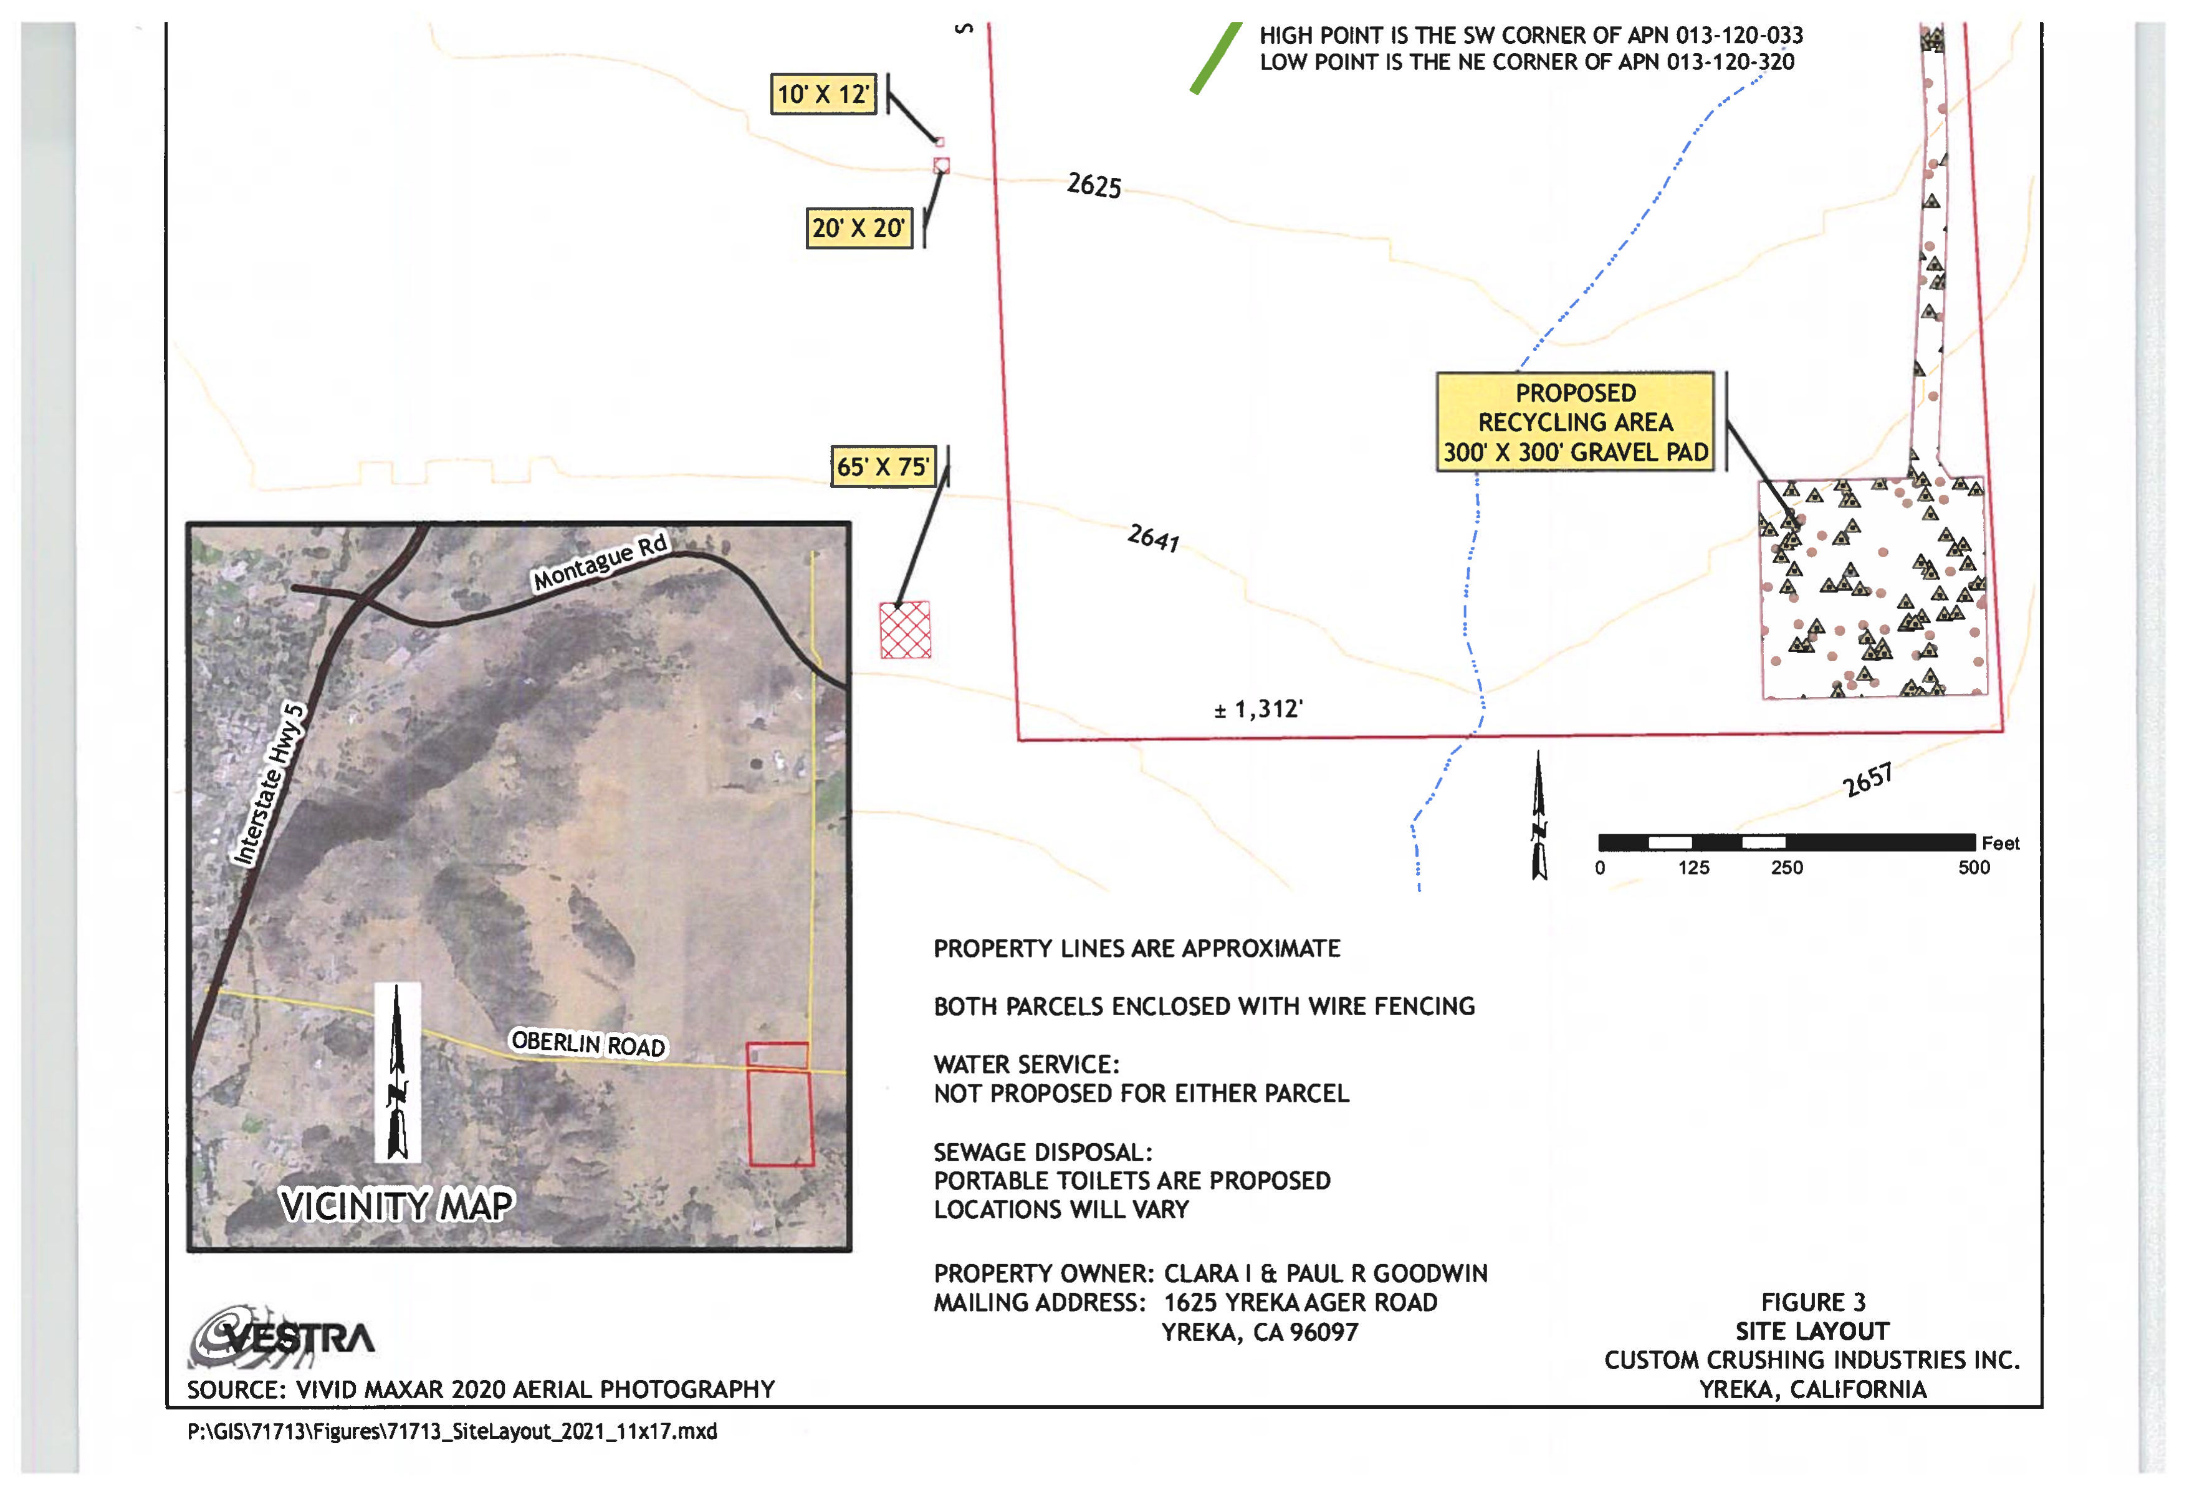 S
HIGH POINT IS THE SW CORNER OF APN 013-120-033
LOW POINT IS THE NE CORNER OF APN 013-120-320
10' X 12'
2625
20' X 20'
PROPOSED
RECYCLING AREA
300' X 300' GRAVEL PAD
65' X 75'
2641
± 1,312'
2657
N
Feet
0 125 250 500
Montague Rd
Interstate Hwy 5
OBERLIN ROAD
N
VICINITY MAP
PROPERTY LINES ARE APPROXIMATE
BOTH PARCELS ENCLOSED WITH WIRE FENCING
WATER SERVICE:
NOT PROPOSED FOR EITHER PARCEL
SEWAGE DISPOSAL:
PORTABLE TOILETS ARE PROPOSED
LOCATIONS WILL VARY
PROPERTY OWNER: CLARA I & PAUL R GOODWIN
MAILING ADDRESS: 1625 YREKA AGER ROAD
YREKA, CA 96097
FIGURE 3
SITE LAYOUT
CUSTOM CRUSHING INDUSTRIES INC.
YREKA, CALIFORNIA
VESTRA
SOURCE: VIVID MAXAR 2020 AERIAL PHOTOGRAPHY
P:\GIS\71713\Figures\71713_SiteLayout_2021_11x17.mxd